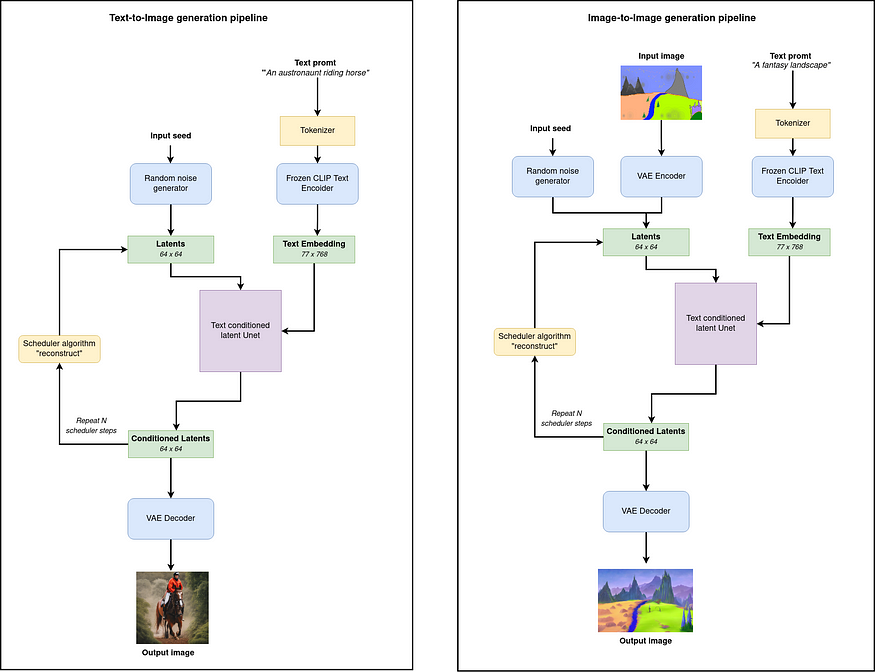 Text-to-Image generation pipeline
Text promt
"An austronaunt riding horse"
Tokenizer
Input seed
Random noise
generator
Frozen CLIP Text
Encoider
Latents
64 x 64
Text Embedding
77 x 768
Text conditioned
latent Unet
Scheduler algorithm
"reconstruct"
Repeat N
scheduler steps
Conditioned Latents
64 x 64
VAE Decoder
Output image
Image-to-Image generation pipeline
Input image
Text promt
"A fantasy landscape"
Tokenizer
Input seed
Random noise
generator
VAE Encoder
Frozen CLIP Text
Encoider
Latents
64 x 64
Text Embedding
77 x 768
Text conditioned
latent Unet
Scheduler algorithm
"reconstruct"
Repeat N
scheduler steps
Conditioned Latents
64 x 64
VAE Decoder
Output image